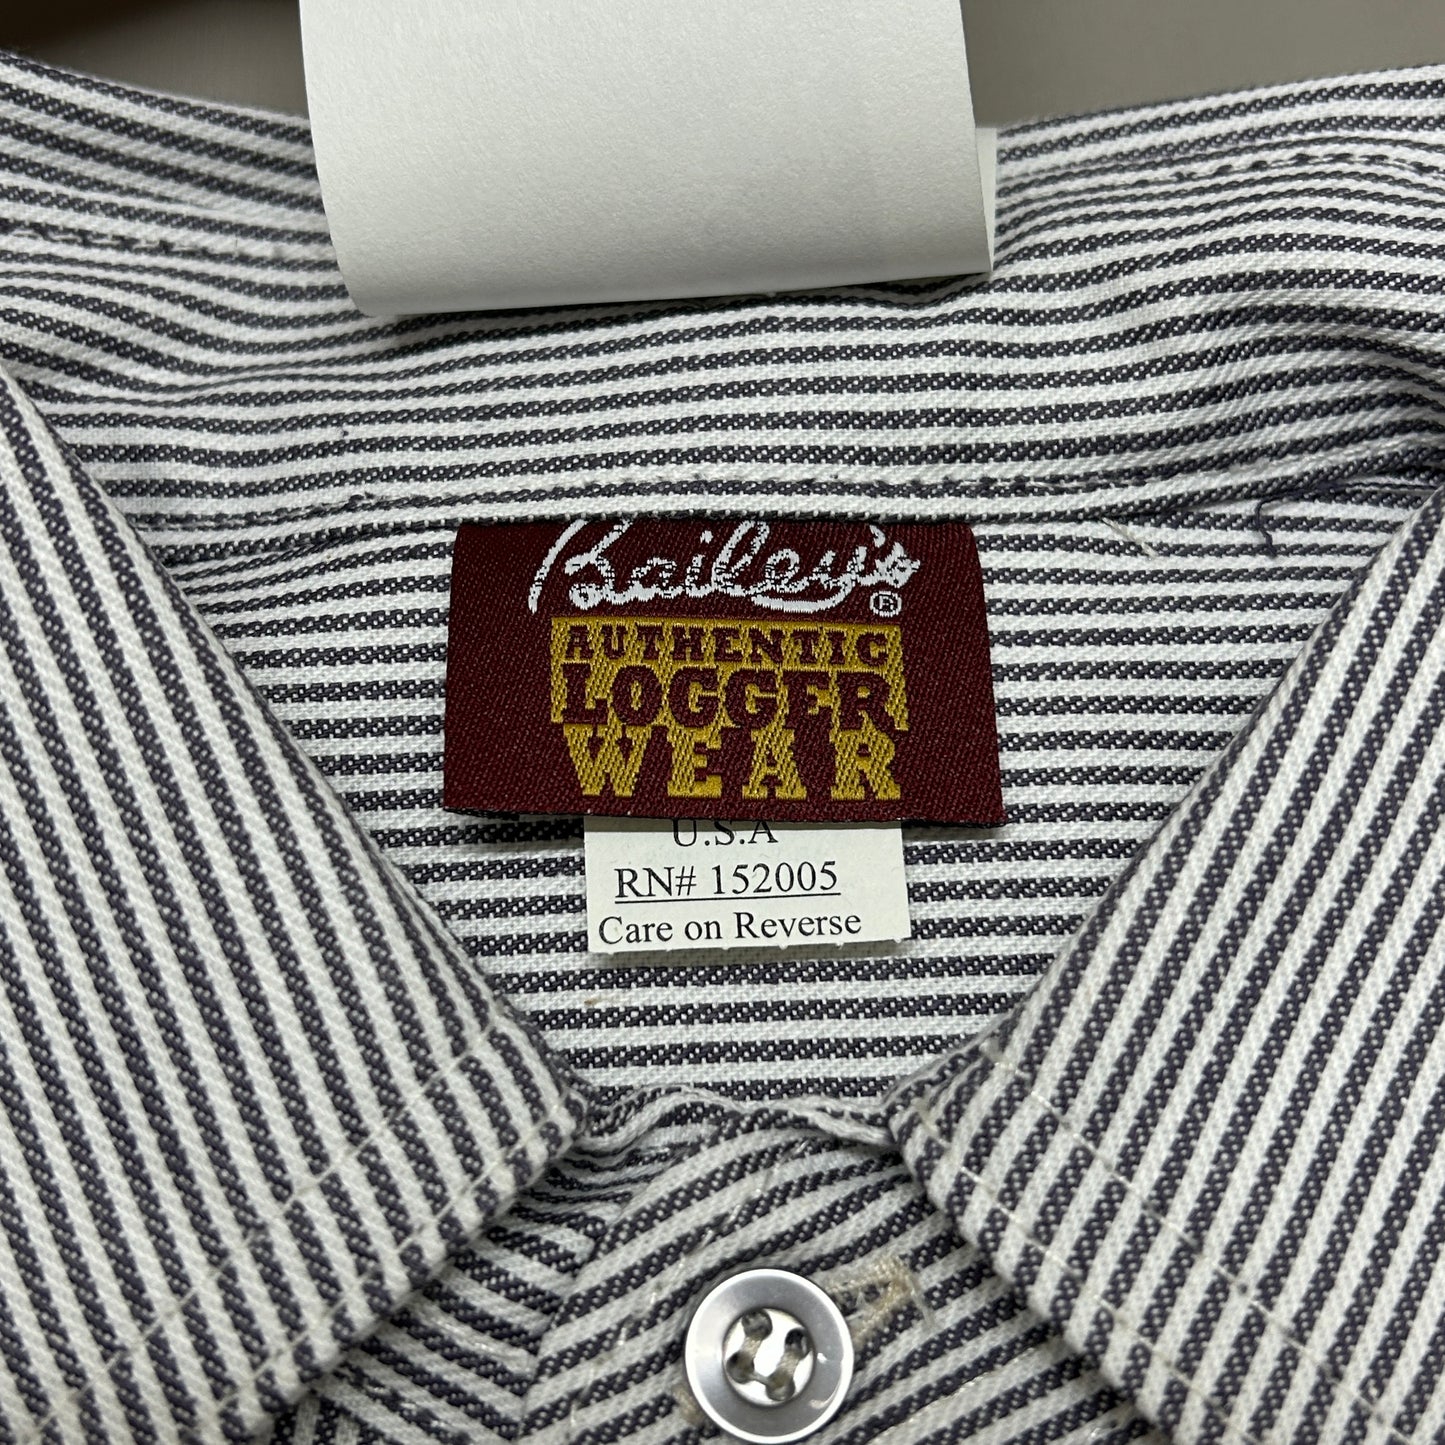 Bailey's ®
AUTHENTIC
LOGGER
WEAR
U.S.A
RN# 152005
Care on Reverse